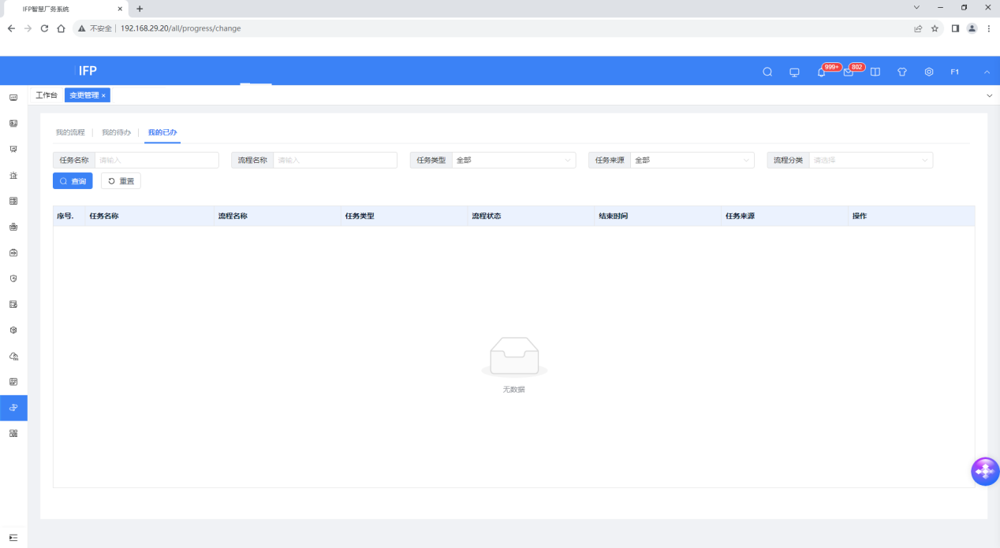 IFP智慧厂务系统
不安全 192.168.29.20/all/progress/change
IFP
999+ 802 F1
工作台 变更管理 ×
我的流程 我的待办 我的已办
任务名称 请输入 流程名称 请输入 任务类型 全部 任务来源 全部 流程分类 请选择
查询 重置
序号. 任务名称 流程名称 任务类型 流程状态 结束时间 任务来源 操作
无数据